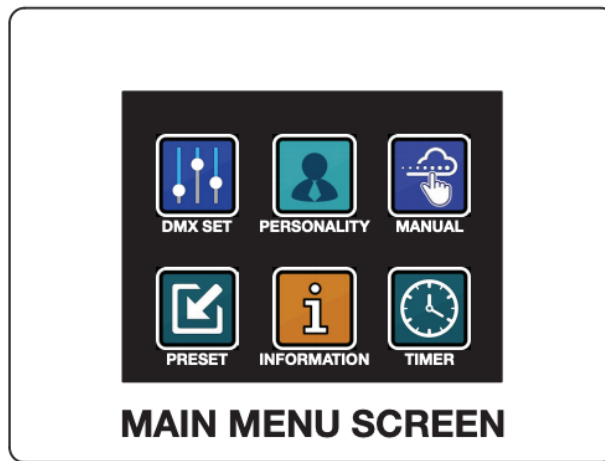 DMX SET PERSONALITY MANUAL
PRESET INFORMATION TIMER
MAIN MENU SCREEN